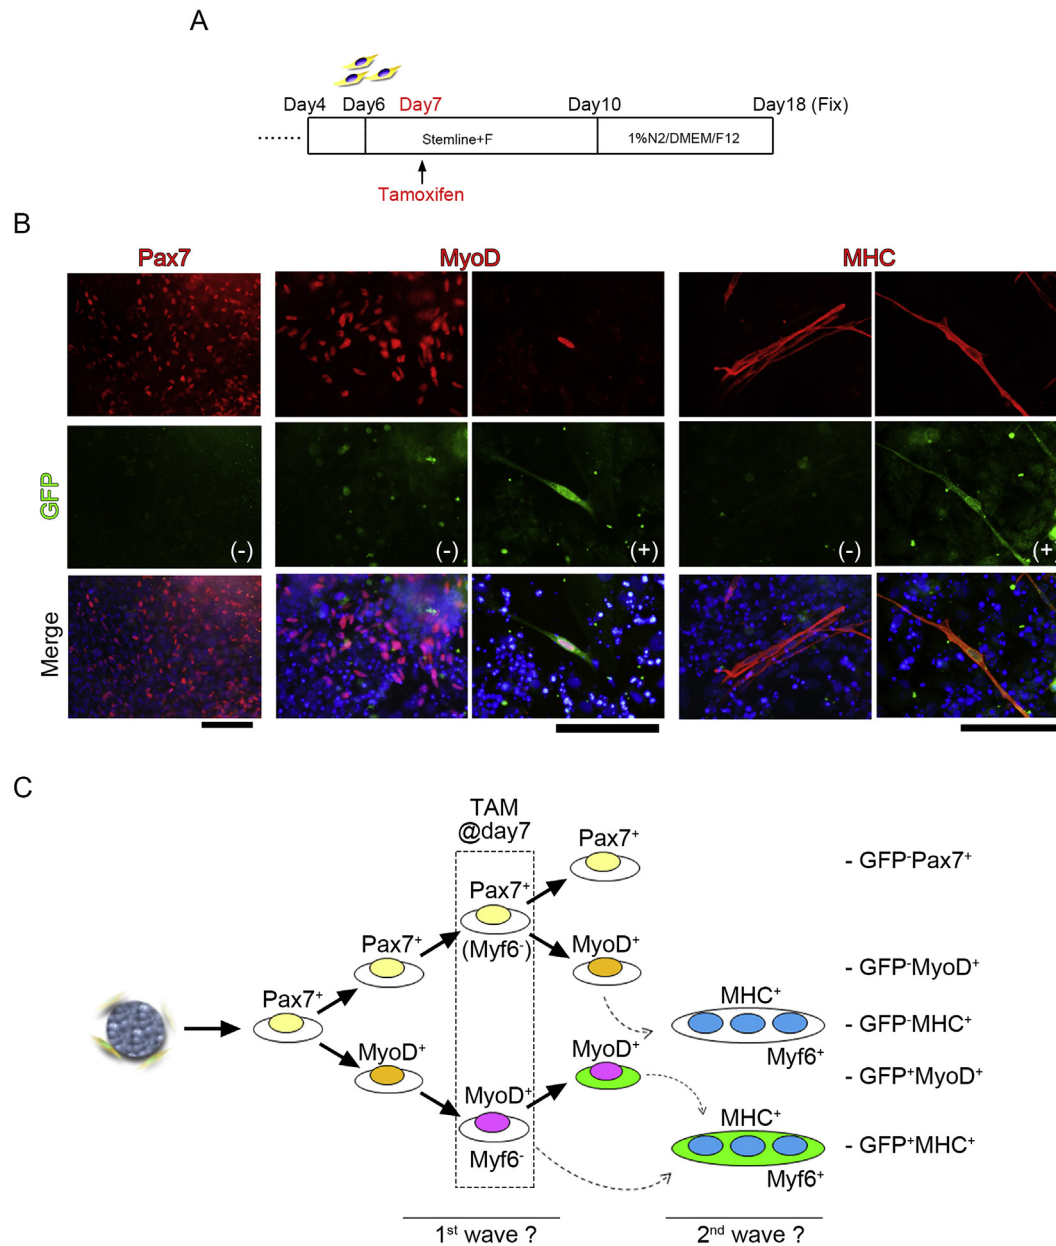 A
Day4 Day6 Day7 Day10 Day18 (Fix)
Stemline+F 1%N2/DMEM/F12
Tamoxifen
B
Pax7 MyoD MHC
GFP
(-) (-) (+) (-) (+)
Merge
C
TAM
@day7
Pax7⁺
- GFP⁻Pax7⁺
Pax7⁺
(Myf6⁻)
Pax7⁺
MyoD⁺
- GFP⁻MyoD⁺
Pax7⁺
MHC⁺
- GFP⁻MHC⁺
Myf6⁺
MyoD⁺
MyoD⁺
- GFP⁺MyoD⁺
MyoD⁺
Myf6⁻
MHC⁺
- GFP⁺MHC⁺
Myf6⁺
1ˢᵗ wave ? 2ⁿᵈ wave ?